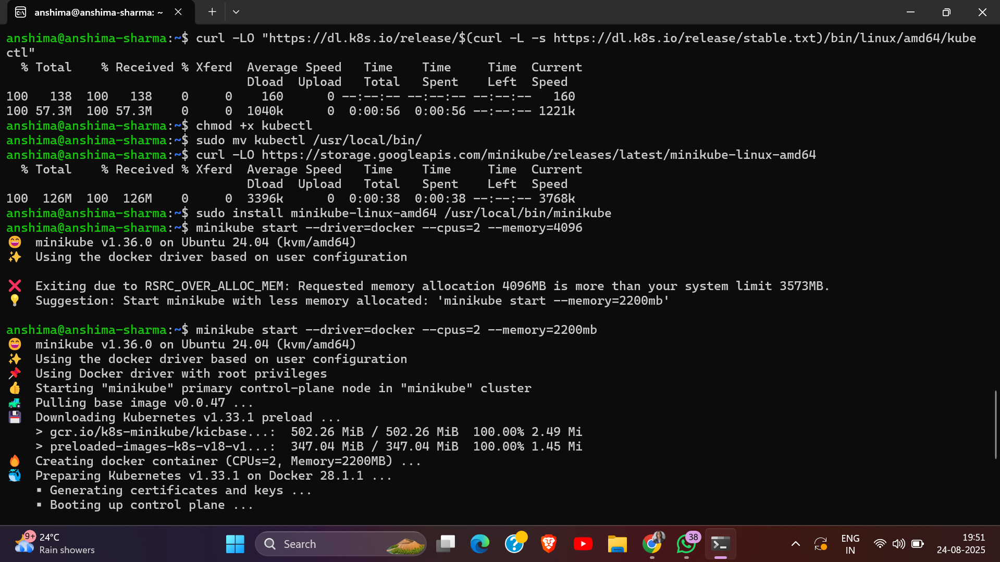 anshima@anshima-sharma: ~
anshima@anshima-sharma:~$ curl -LO "https://dl.k8s.io/release/$(curl -L -s https://dl.k8s.io/release/stable.txt)/bin/linux/amd64/kube
ctl"
  % Total    % Received % Xferd  Average Speed   Time    Time     Time  Current
                                 Dload  Upload   Total   Spent    Left  Speed
100   138  100   138    0     0    160      0 --:--:-- --:--:-- --:--:--   160
100 57.3M  100 57.3M    0     0  1040k      0  0:00:56  0:00:56 --:--:-- 1221k
anshima@anshima-sharma:~$ chmod +x kubectl
anshima@anshima-sharma:~$ sudo mv kubectl /usr/local/bin/
anshima@anshima-sharma:~$ curl -LO https://storage.googleapis.com/minikube/releases/latest/minikube-linux-amd64
  % Total    % Received % Xferd  Average Speed   Time    Time     Time  Current
                                 Dload  Upload   Total   Spent    Left  Speed
100  126M  100  126M    0     0  3396k      0  0:00:38  0:00:38 --:--:-- 3768k
anshima@anshima-sharma:~$ sudo install minikube-linux-amd64 /usr/local/bin/minikube
anshima@anshima-sharma:~$ minikube start --driver=docker --cpus=2 --memory=4096
😄  minikube v1.36.0 on Ubuntu 24.04 (kvm/amd64)
✨  Using the docker driver based on user configuration
❌  Exiting due to RSRC_OVER_ALLOC_MEM: Requested memory allocation 4096MB is more than your system limit 3573MB.
💡  Suggestion: Start minikube with less memory allocated: 'minikube start --memory=2200mb'
anshima@anshima-sharma:~$ minikube start --driver=docker --cpus=2 --memory=2200mb
😄  minikube v1.36.0 on Ubuntu 24.04 (kvm/amd64)
✨  Using the docker driver based on user configuration
📌  Using Docker driver with root privileges
👍  Starting "minikube" primary control-plane node in "minikube" cluster
🚜  Pulling base image v0.0.47 ...
💾  Downloading Kubernetes v1.33.1 preload ...
    > gcr.io/k8s-minikube/kicbase...:  502.26 MiB / 502.26 MiB  100.00% 2.49 Mi
    > preloaded-images-k8s-v18-v1...:  347.04 MiB / 347.04 MiB  100.00% 1.45 Mi
🔥  Creating docker container (CPUs=2, Memory=2200MB) ...
🐳  Preparing Kubernetes v1.33.1 on Docker 28.1.1 ...
    ▪ Generating certificates and keys ...
    ▪ Booting up control plane ...
9+
24°C
Rain showers
Search
38
ENG
IN
19:51
24-08-2025